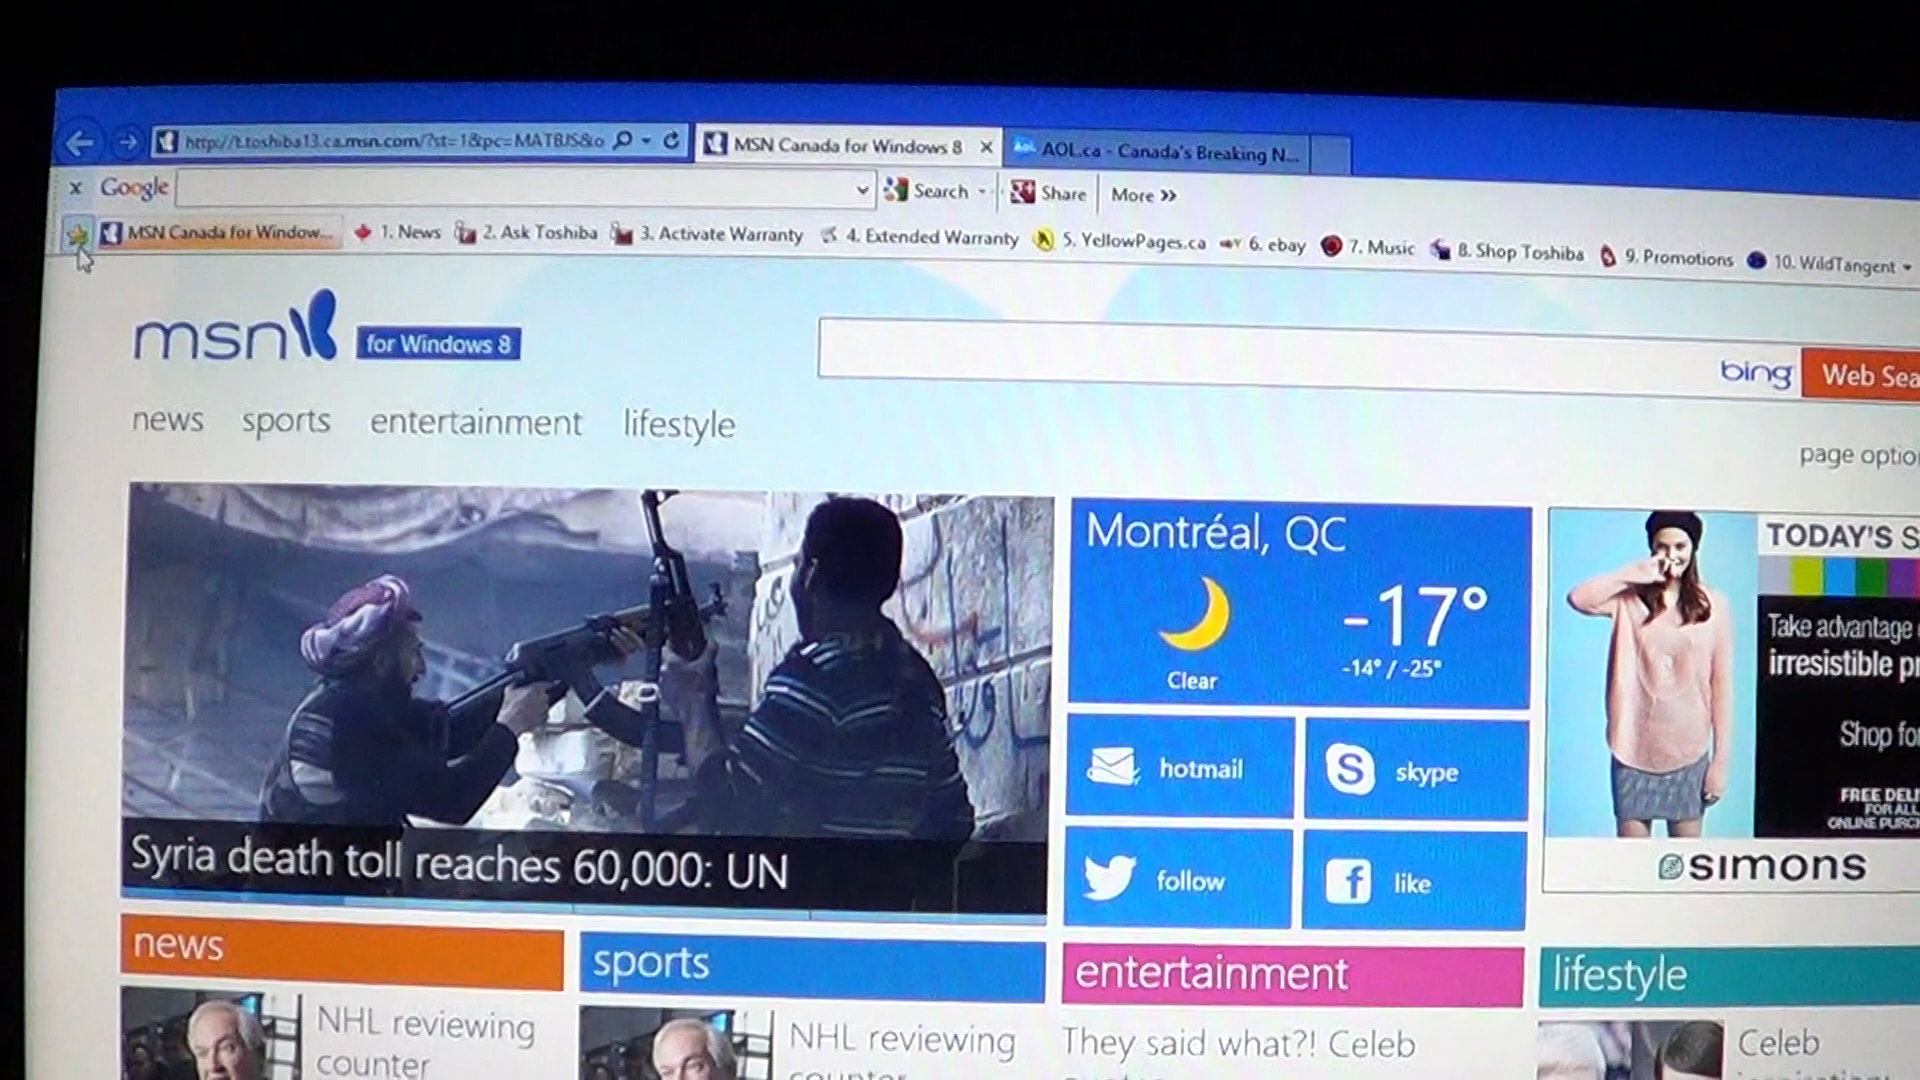 http://t.toshiba13.ca.msn.com/?st=1&pc=MATBJS&o
MSN Canada for Windows 8
AOL.ca - Canada's Breaking N...
x Google
Search
Share
More
MSN Canada for Window...
1. News
2. Ask Toshiba
3. Activate Warranty
4. Extended Warranty
5. YellowPages.ca
6. ebay
7. Music
8. Shop Toshiba
9. Promotions
10. WildTangent
msn for Windows 8
bing
Web Sea
news sports entertainment lifestyle
page optio
Syria death toll reaches 60,000: UN
Montréal, QC
-17°
-14° / -25°
Clear
hotmail
skype
follow
like
TODAY'S S
Take advantage
irresistible p
Shop fo
FREE DELI
FOR ALL
ONLINE PURC
simons
news
sports
entertainment
lifestyle
NHL reviewing
counter
NHL reviewing
They said what?! Celeb
Celeb